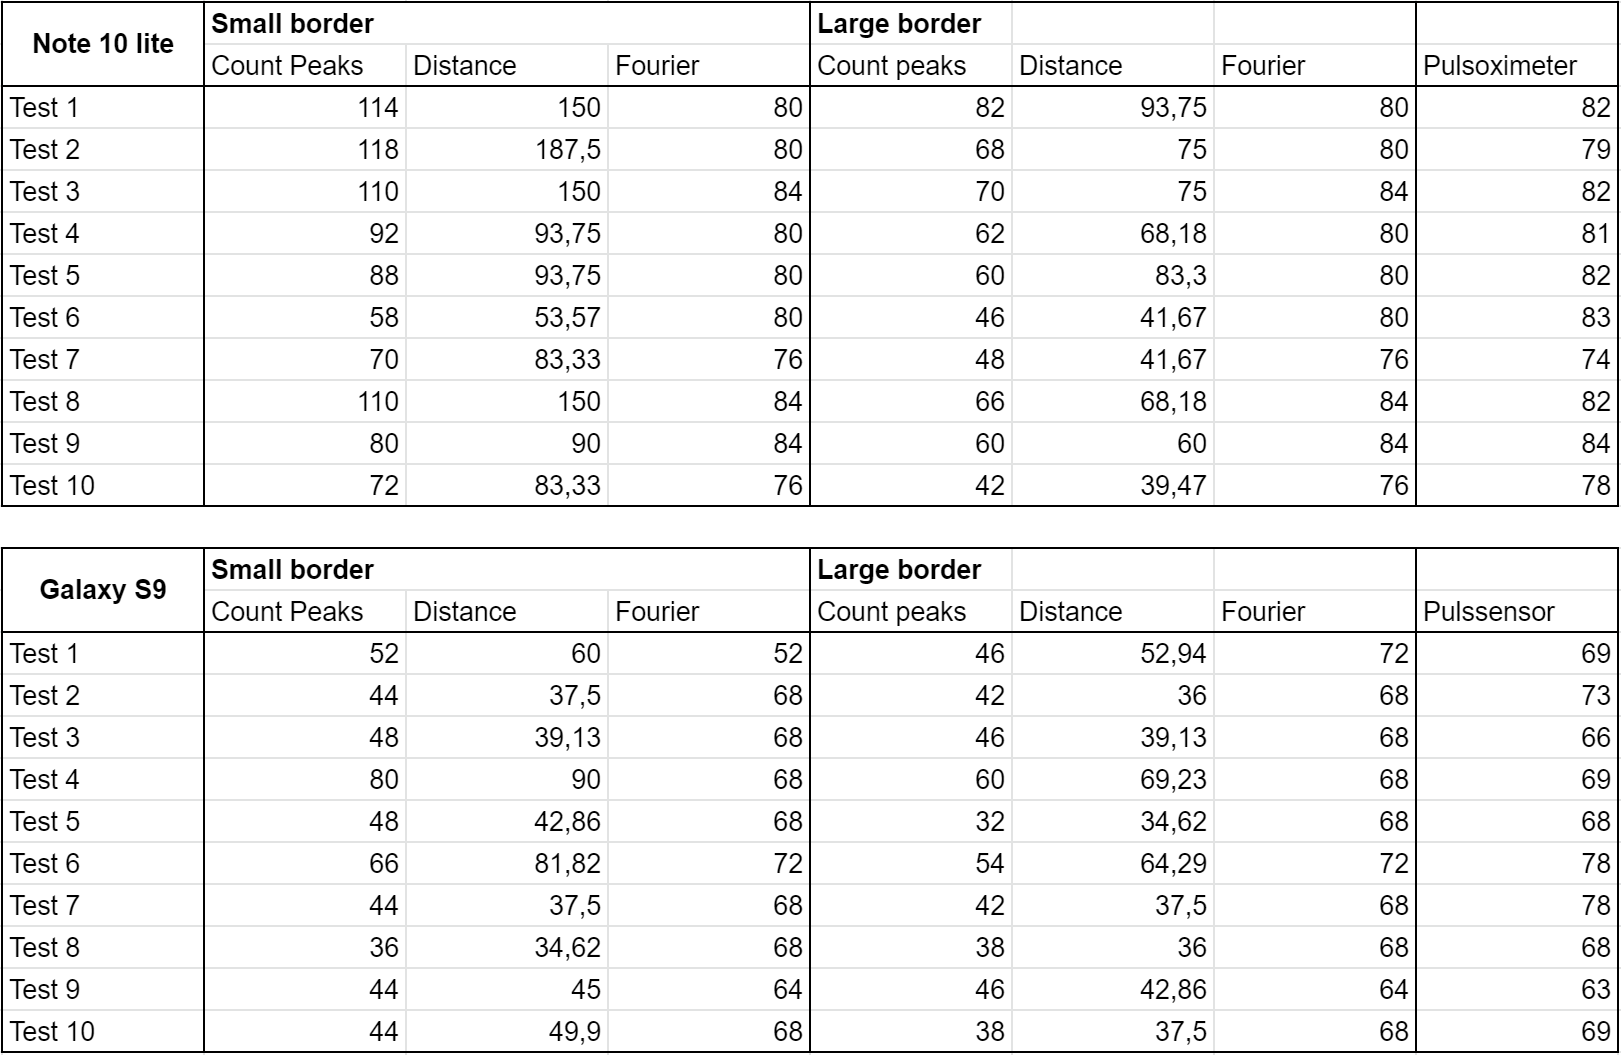 Note 10 lite Small border Large border
Count Peaks Distance Fourier Count peaks Distance Fourier Pulsoximeter
Test 1 114 150 80 82 93,75 80 82
Test 2 118 187,5 80 68 75 80 79
Test 3 110 150 84 70 75 84 82
Test 4 92 93,75 80 62 68,18 80 81
Test 5 88 93,75 80 60 83,3 80 82
Test 6 58 53,57 80 46 41,67 80 83
Test 7 70 83,33 76 48 41,67 76 74
Test 8 110 150 84 66 68,18 84 82
Test 9 80 90 84 60 60 84 84
Test 10 72 83,33 76 42 39,47 76 78
Galaxy S9 Small border Large border
Count Peaks Distance Fourier Count peaks Distance Fourier Pulssensor
Test 1 52 60 52 46 52,94 72 69
Test 2 44 37,5 68 42 36 68 73
Test 3 48 39,13 68 46 39,13 68 66
Test 4 80 90 68 60 69,23 68 69
Test 5 48 42,86 68 32 34,62 68 68
Test 6 66 81,82 72 54 64,29 72 78
Test 7 44 37,5 68 42 37,5 68 78
Test 8 36 34,62 68 38 36 68 68
Test 9 44 45 64 46 42,86 64 63
Test 10 44 49,9 68 38 37,5 68 69